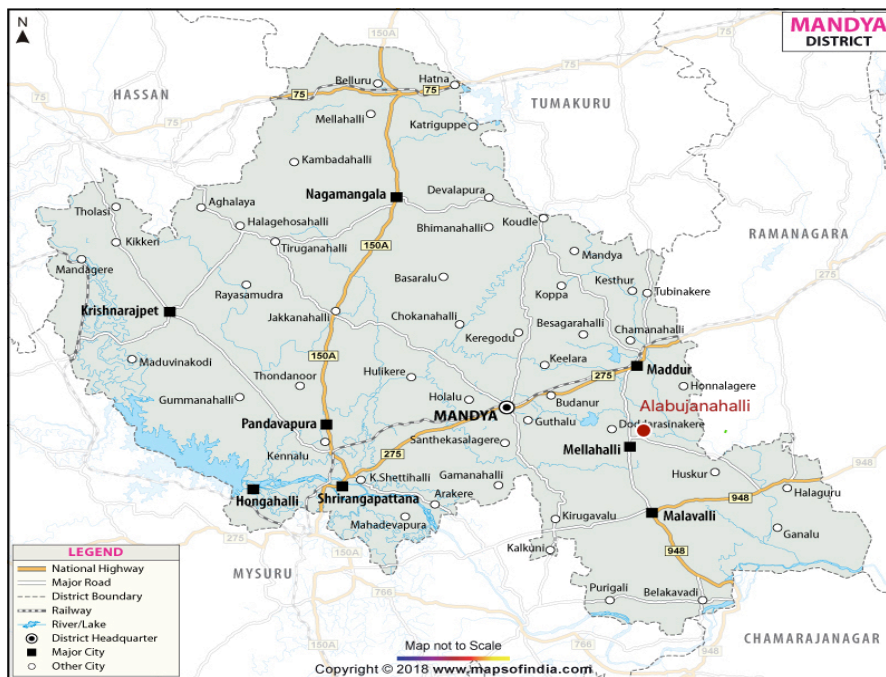 N
MANDYA
DISTRICT
150A
HASSAN
75
75
Belluru
75
Hatna
75
TUMAKURU
Mellahalli
Katriguppe
Kambadahalli
Nagamangala
Devalapura
Tholasi
Aghalaya
Halagehosahalli
Bhimanahalli
Koudle
Kikkeri
Tiruganahalli
150A
Mandya
RAMANAGARA
Mandagere
Basaralu
Kesthur
275
Rayasamudra
Koppa
Tubinakere
Krishnarajpet
Jakkanahalli
Chokanahalli
Besagarahalli
Keregodu
Chamanahalli
150A
Maduvinakodi
Keelara
Maddur
Thondanoor
Hulikere
275
Honnalagere
Gummanahalli
Holalu
Budanur
Alabujanahalli
MANDYA
Pandavapura
Guthalu
Doddarasinakere
Kennalu
Santhekasalagere
Mellahalli
275
K.Shettihalli
Gamanahalli
Huskur
948
Hongahalli
Shrirangapattana
948
Halaguru
Arakere
Mahadevapura
Kirugavalu
Malavalli
Ganalu
275
150A
Kalkuni
948
LEGEND
National Highway
Major Road
District Boundary
Railway
River/Lake
District Headquarter
Major City
Other City
MYSURU
766
Purigali
Belakavadi
766
CHAMARAJANAGAR
Map not to Scale
Copyright © 2018 www.mapsofindia.com